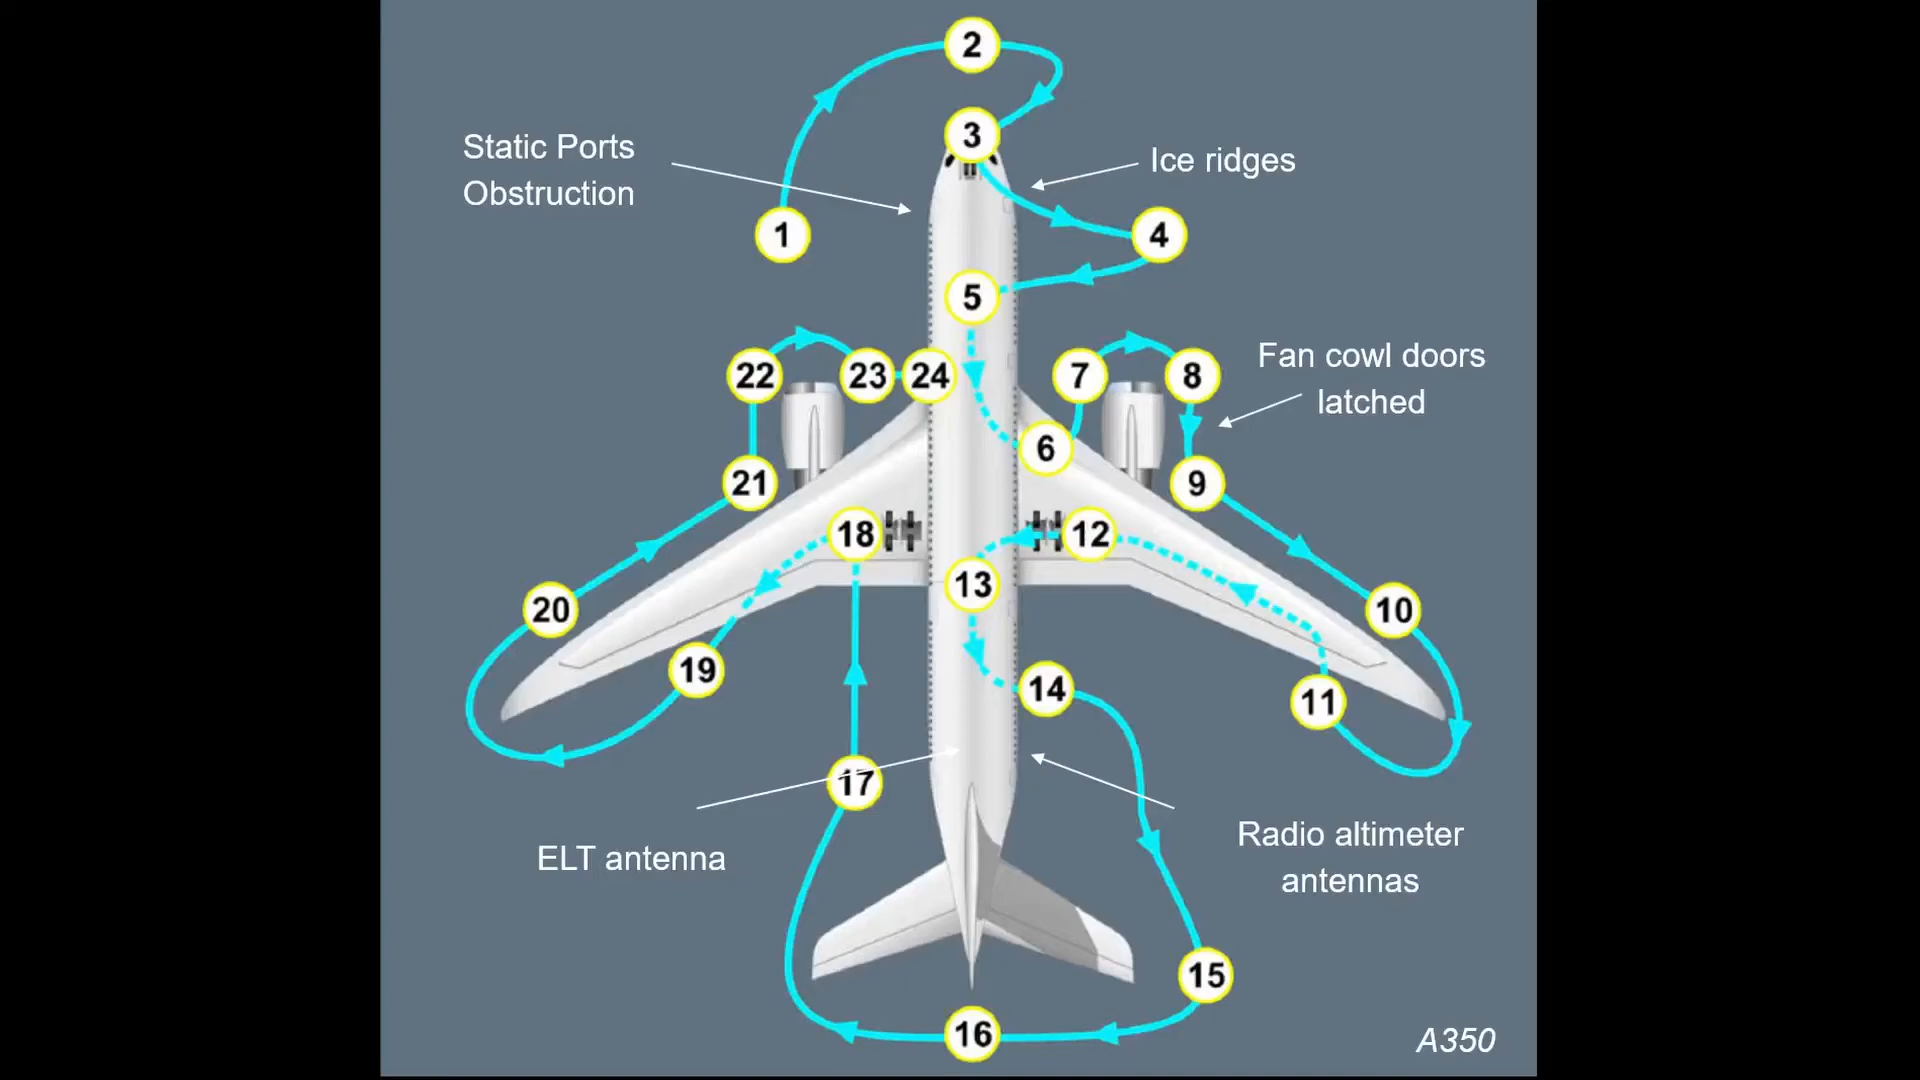 2
3
Static Ports
Obstruction
Ice ridges
1
4
5
22
23
24
7
8
Fan cowl doors
latched
6
21
9
18
12
13
20
10
19
14
11
17
ELT antenna
Radio altimeter
antennas
15
16
A350